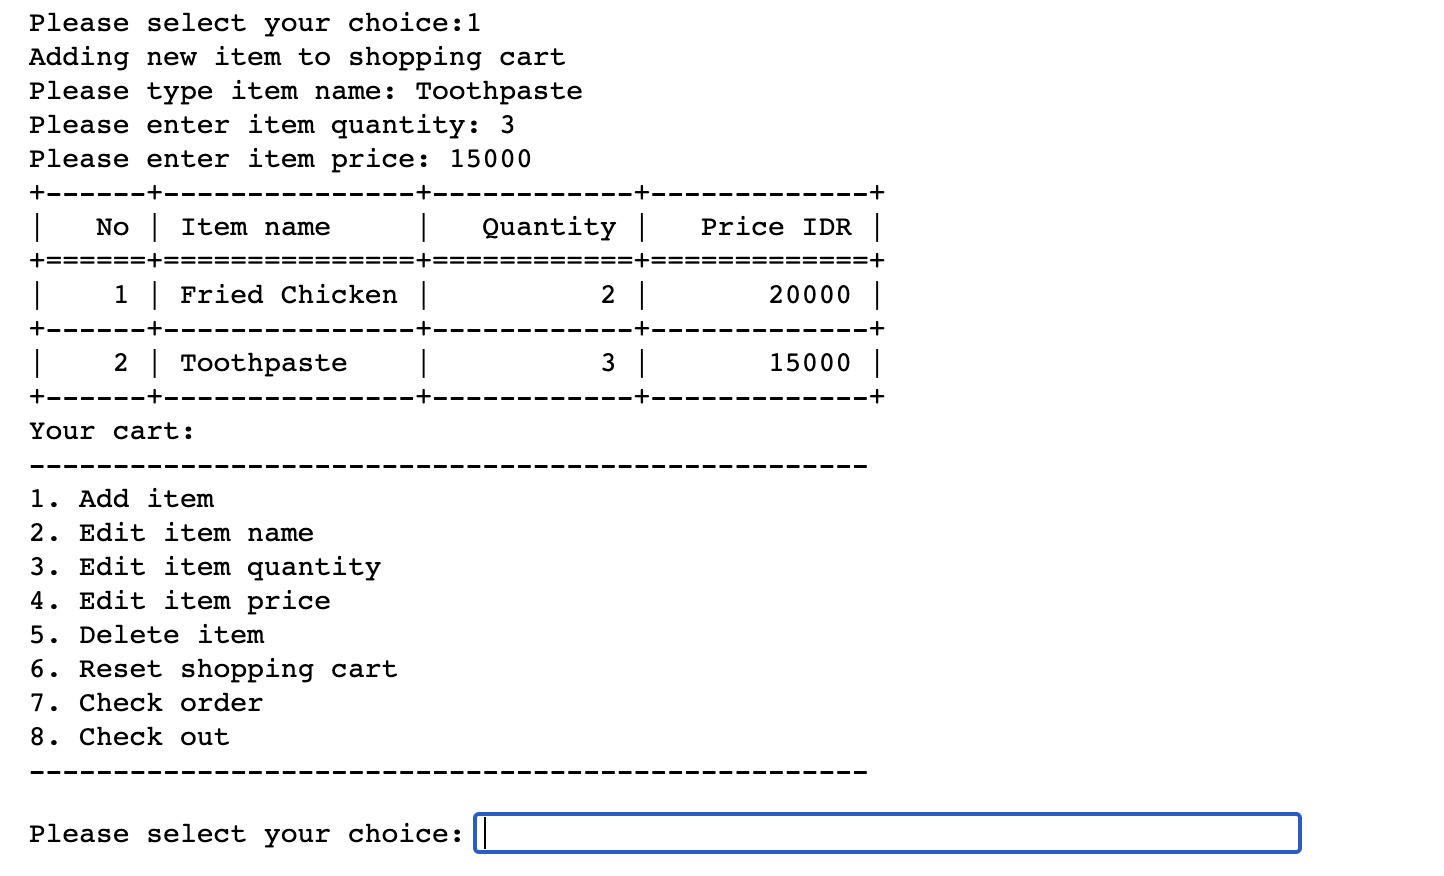 Please select your choice:1
Adding new item to shopping cart
Please type item name: Toothpaste
Please enter item quantity: 3
Please enter item price: 15000
+------+---------------+------------+-------------+
|   No | Item name     |   Quantity |   Price IDR |
+======+===============+============+=============+
|    1 | Fried Chicken |          2 |       20000 |
+------+---------------+------------+-------------+
|    2 | Toothpaste    |          3 |       15000 |
+------+---------------+------------+-------------+
Your cart:
--------------------------------------------------
1. Add item
2. Edit item name
3. Edit item quantity
4. Edit item price
5. Delete item
6. Reset shopping cart
7. Check order
8. Check out
--------------------------------------------------
Please select your choice: